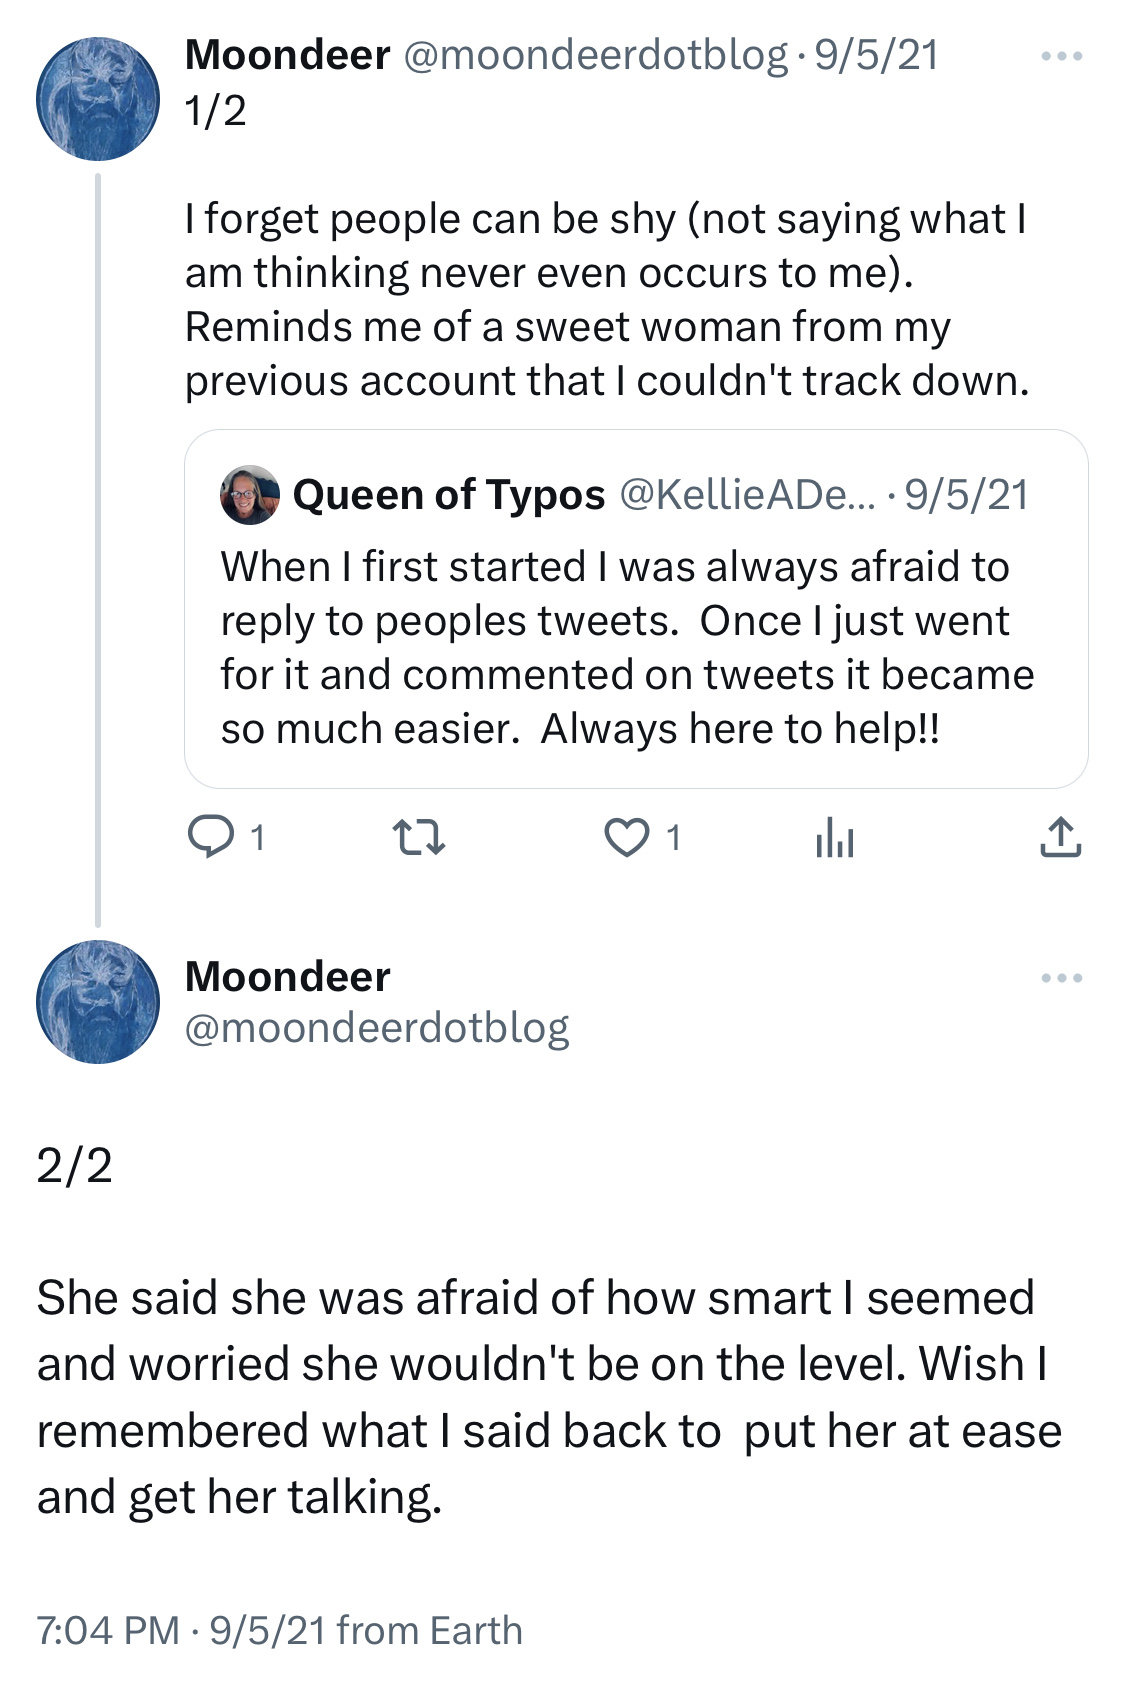 Moondeer @moondeerdotblog · 9/5/21
1/2
I forget people can be shy (not saying what I
am thinking never even occurs to me).
Reminds me of a sweet woman from my
previous account that I couldn't track down.
Queen of Typos @KellieADe... · 9/5/21
When I first started I was always afraid to
reply to peoples tweets.  Once I just went
for it and commented on tweets it became
so much easier.  Always here to help!!
1 1
Moondeer
@moondeerdotblog
2/2
She said she was afraid of how smart I seemed
and worried she wouldn't be on the level. Wish I
remembered what I said back to  put her at ease
and get her talking.
7:04 PM · 9/5/21 from Earth